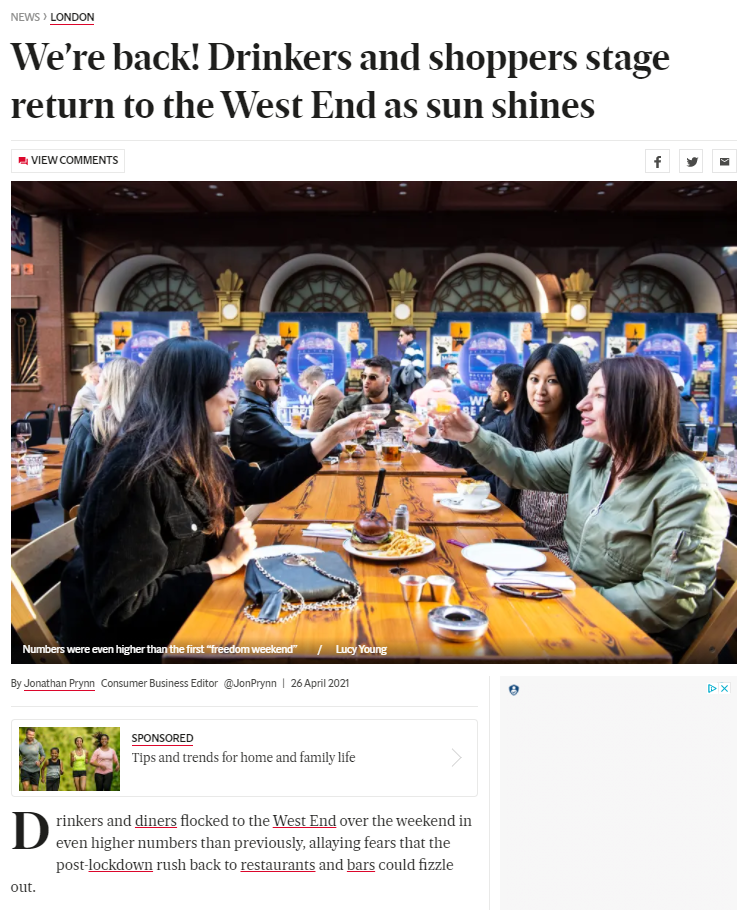 NEWS › LONDON
We're back! Drinkers and shoppers stage
return to the West End as sun shines
VIEW COMMENTS
Numbers were even higher than the first "freedom weekend" / Lucy Young
By Jonathan Prynn Consumer Business Editor @JonPrynn | 26 April 2021
SPONSORED
Tips and trends for home and family life
Drinkers and diners flocked to the West End over the weekend in
even higher numbers than previously, allaying fears that the
post-lockdown rush back to restaurants and bars could fizzle
out.